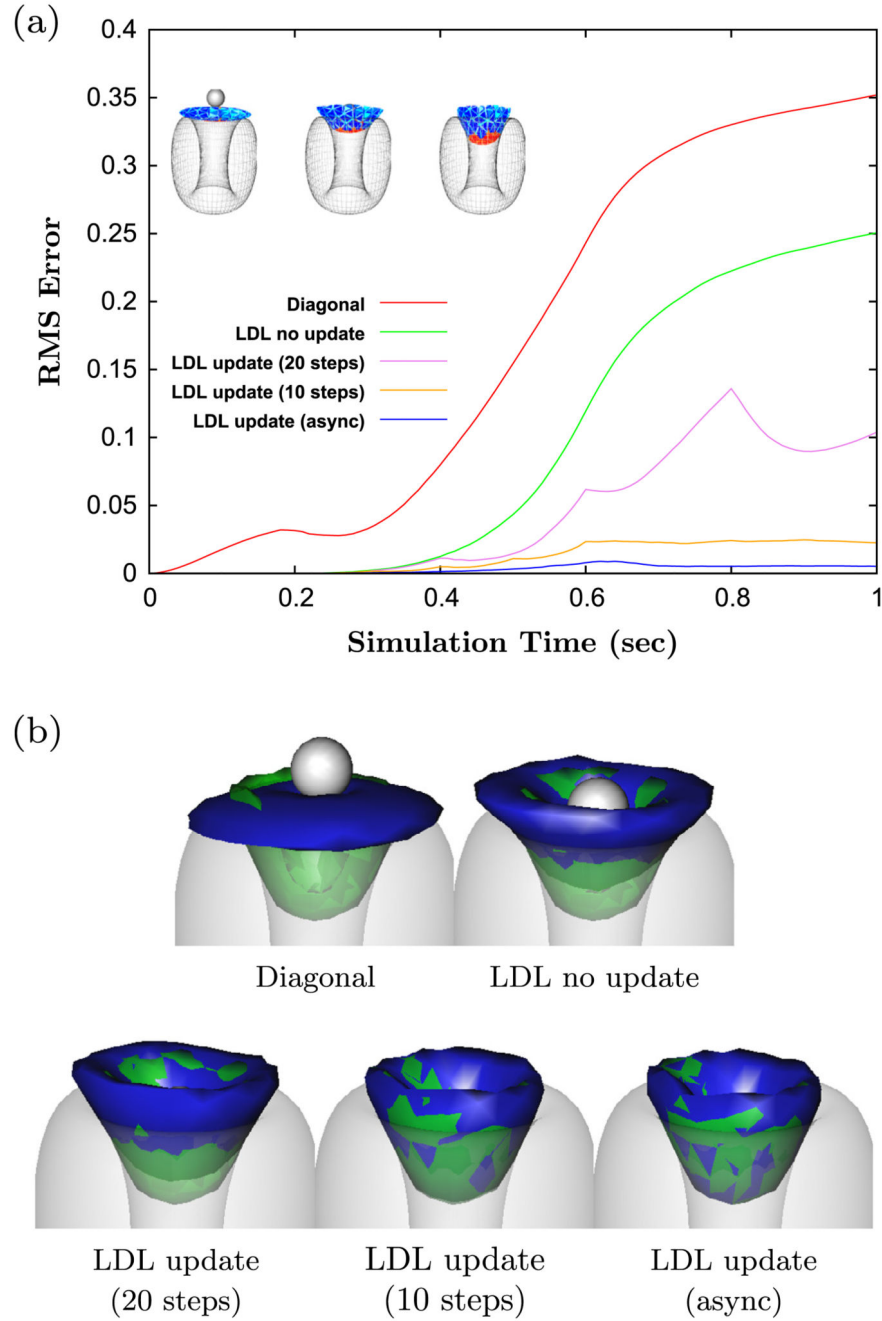 (a)
0.4
0.35
0.3
0.25
0.2
0.15
0.1
0.05
0
RMS Error
Diagonal
LDL no update
LDL update (20 steps)
LDL update (10 steps)
LDL update (async)
0 0.2 0.4 0.6 0.8 1
Simulation Time (sec)
(b)
Diagonal LDL no update
LDL update LDL update LDL update
(20 steps) (10 steps) (async)